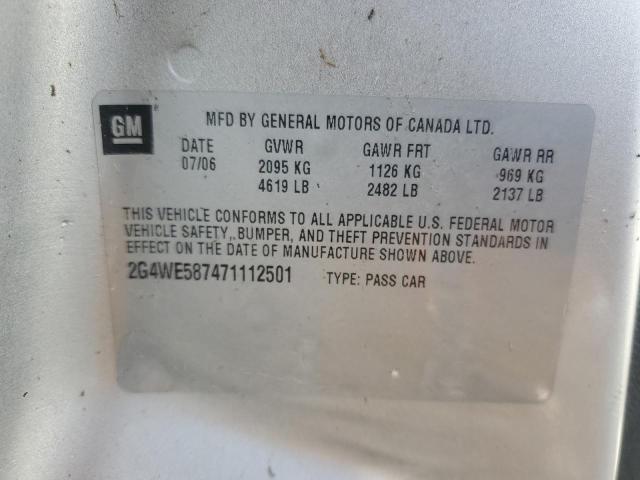 GM
MFD BY GENERAL MOTORS OF CANADA LTD.
DATE GVWR GAWR FRT GAWR RR
07/06 2095 KG 1126 KG 969 KG
4619 LB 2482 LB 2137 LB
THIS VEHICLE CONFORMS TO ALL APPLICABLE U.S. FEDERAL MOTOR
VEHICLE SAFETY, BUMPER, AND THEFT PREVENTION STANDARDS IN
EFFECT ON THE DATE OF MANUFACTURE SHOWN ABOVE.
2G4WE587471112501 TYPE: PASS CAR